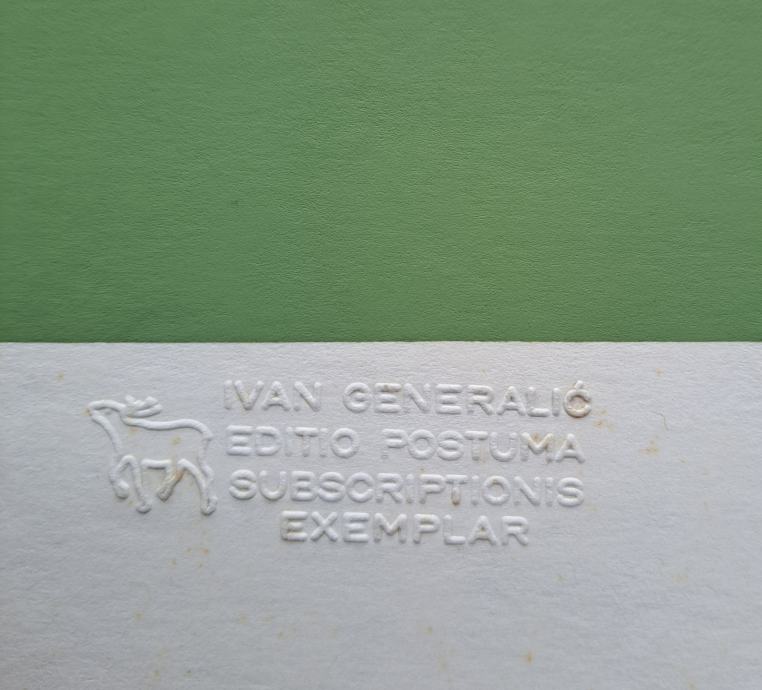 IVAN GENERALIĆ
EDITIO POSTUMA
SUBSCRIPTIONIS
EXEMPLAR